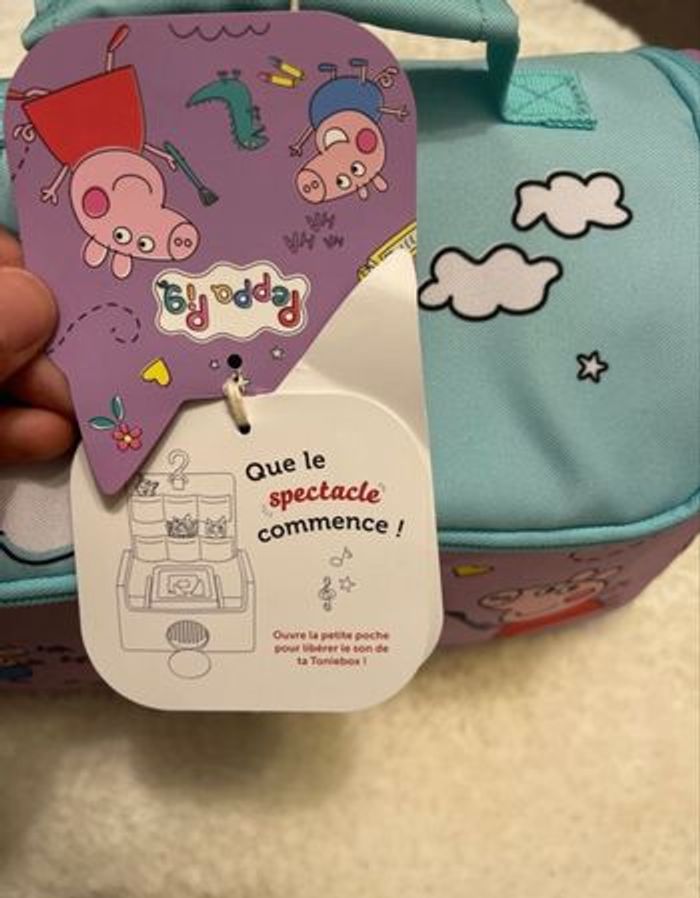 Peppa Pig
Que le
spectacle
commence !
Ouvre la petite poche
pour libérer le son de
ta Toniebox !